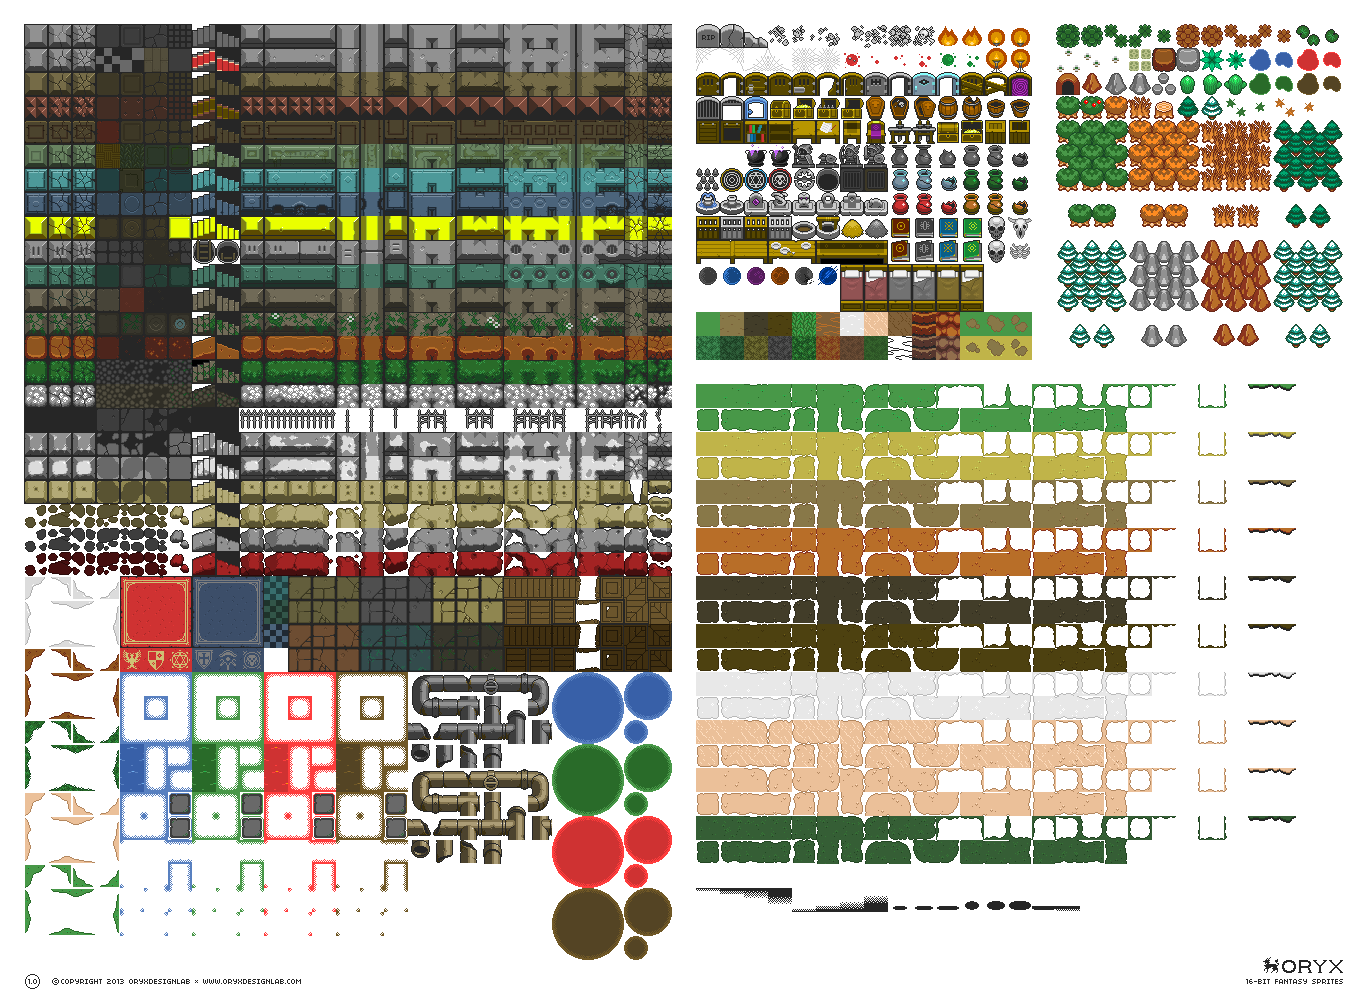 RIP
1.0 ©COPYRIGHT 2013 ORYXDESIGNLAB × WWW.ORYXDESIGNLAB.COM
ORYX
16-BIT FANTASY SPRITES